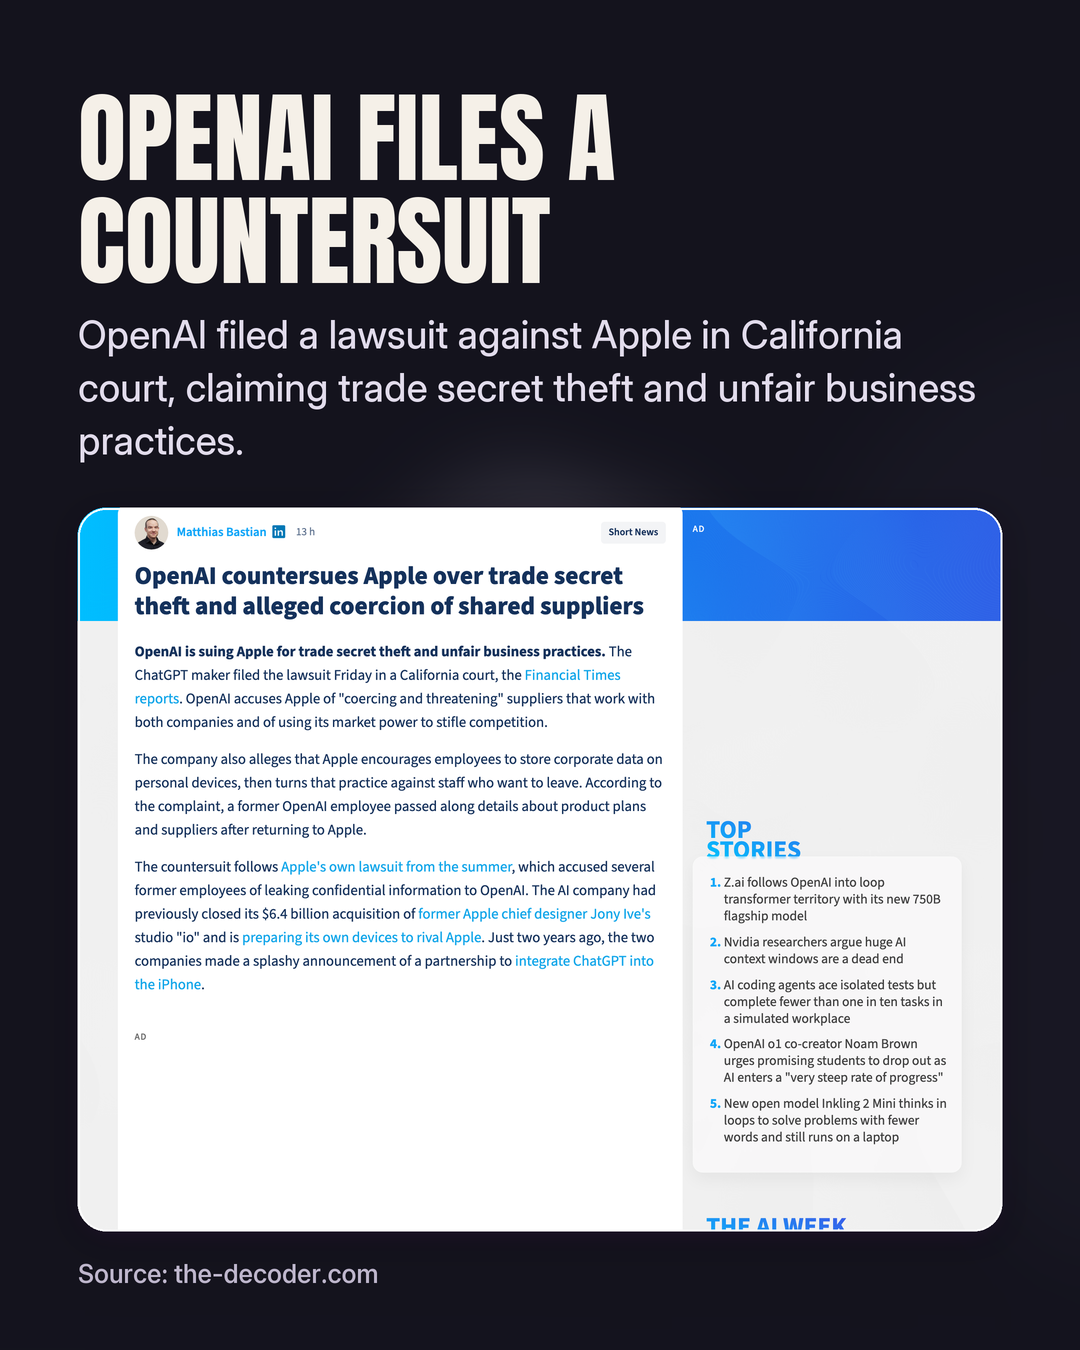 OPENAI FILES A
COUNTERSUIT
OpenAI filed a lawsuit against Apple in California
court, claiming trade secret theft and unfair business
practices.
Matthias Bastian in 13 h
Short News
OpenAI countersues Apple over trade secret
theft and alleged coercion of shared suppliers
OpenAI is suing Apple for trade secret theft and unfair business practices. The
ChatGPT maker filed the lawsuit Friday in a California court, the Financial Times
reports. OpenAI accuses Apple of "coercing and threatening" suppliers that work with
both companies and of using its market power to stifle competition.
The company also alleges that Apple encourages employees to store corporate data on
personal devices, then turns that practice against staff who want to leave. According to
the complaint, a former OpenAI employee passed along details about product plans
and suppliers after returning to Apple.
The countersuit follows Apple's own lawsuit from the summer, which accused several
former employees of leaking confidential information to OpenAI. The AI company had
previously closed its $6.4 billion acquisition of former Apple chief designer Jony Ive's
studio "io" and is preparing its own devices to rival Apple. Just two years ago, the two
companies made a splashy announcement of a partnership to integrate ChatGPT into
the iPhone.
AD
AD
TOP
STORIES
1. Z.ai follows OpenAI into loop
transformer territory with its new 750B
flagship model
2. Nvidia researchers argue huge AI
context windows are a dead end
3. AI coding agents ace isolated tests but
complete fewer than one in ten tasks in
a simulated workplace
4. OpenAI o1 co-creator Noam Brown
urges promising students to drop out as
AI enters a "very steep rate of progress"
5. New open model Inkling 2 Mini thinks in
loops to solve problems with fewer
words and still runs on a laptop
THE AI WEEK
Source: the-decoder.com